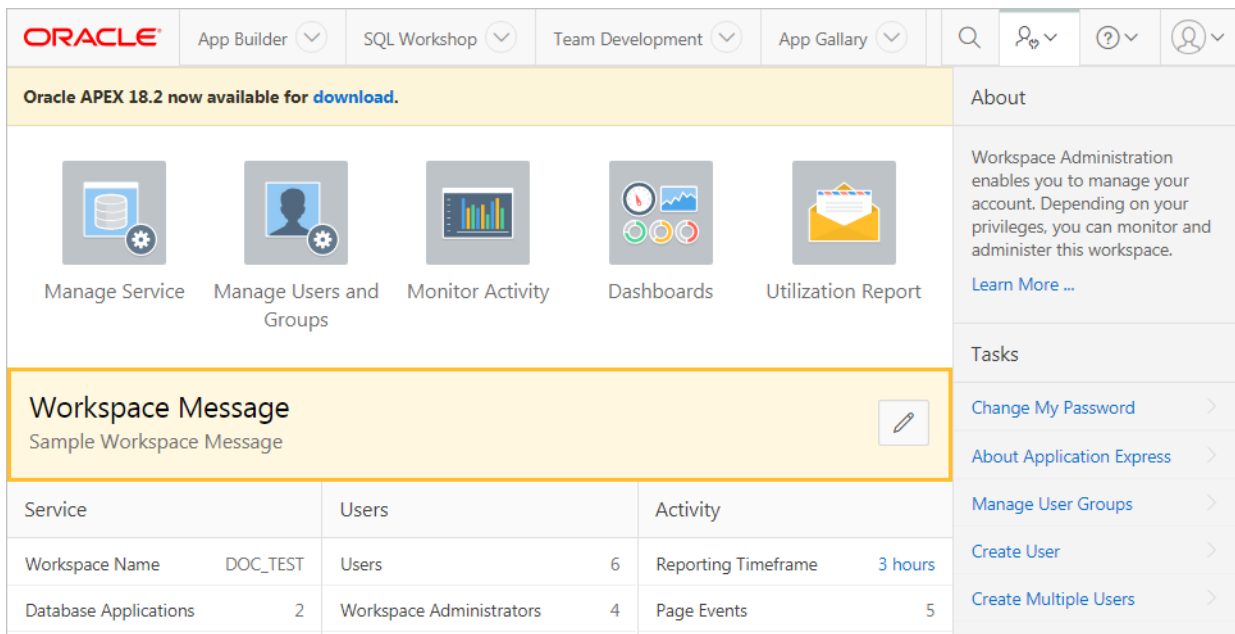 ORACLE® App Builder SQL Workshop Team Development App Gallary
Oracle APEX 18.2 now available for download.
Manage Service
Manage Users and
Groups
Monitor Activity
Dashboards
Utilization Report
Workspace Message
Sample Workspace Message
Service Users Activity
Workspace Name DOC_TEST Users 6 Reporting Timeframe 3 hours
Database Applications 2 Workspace Administrators 4 Page Events 5
About
Workspace Administration
enables you to manage your
account. Depending on your
privileges, you can monitor and
administer this workspace.
Learn More ...
Tasks
Change My Password
About Application Express
Manage User Groups
Create User
Create Multiple Users